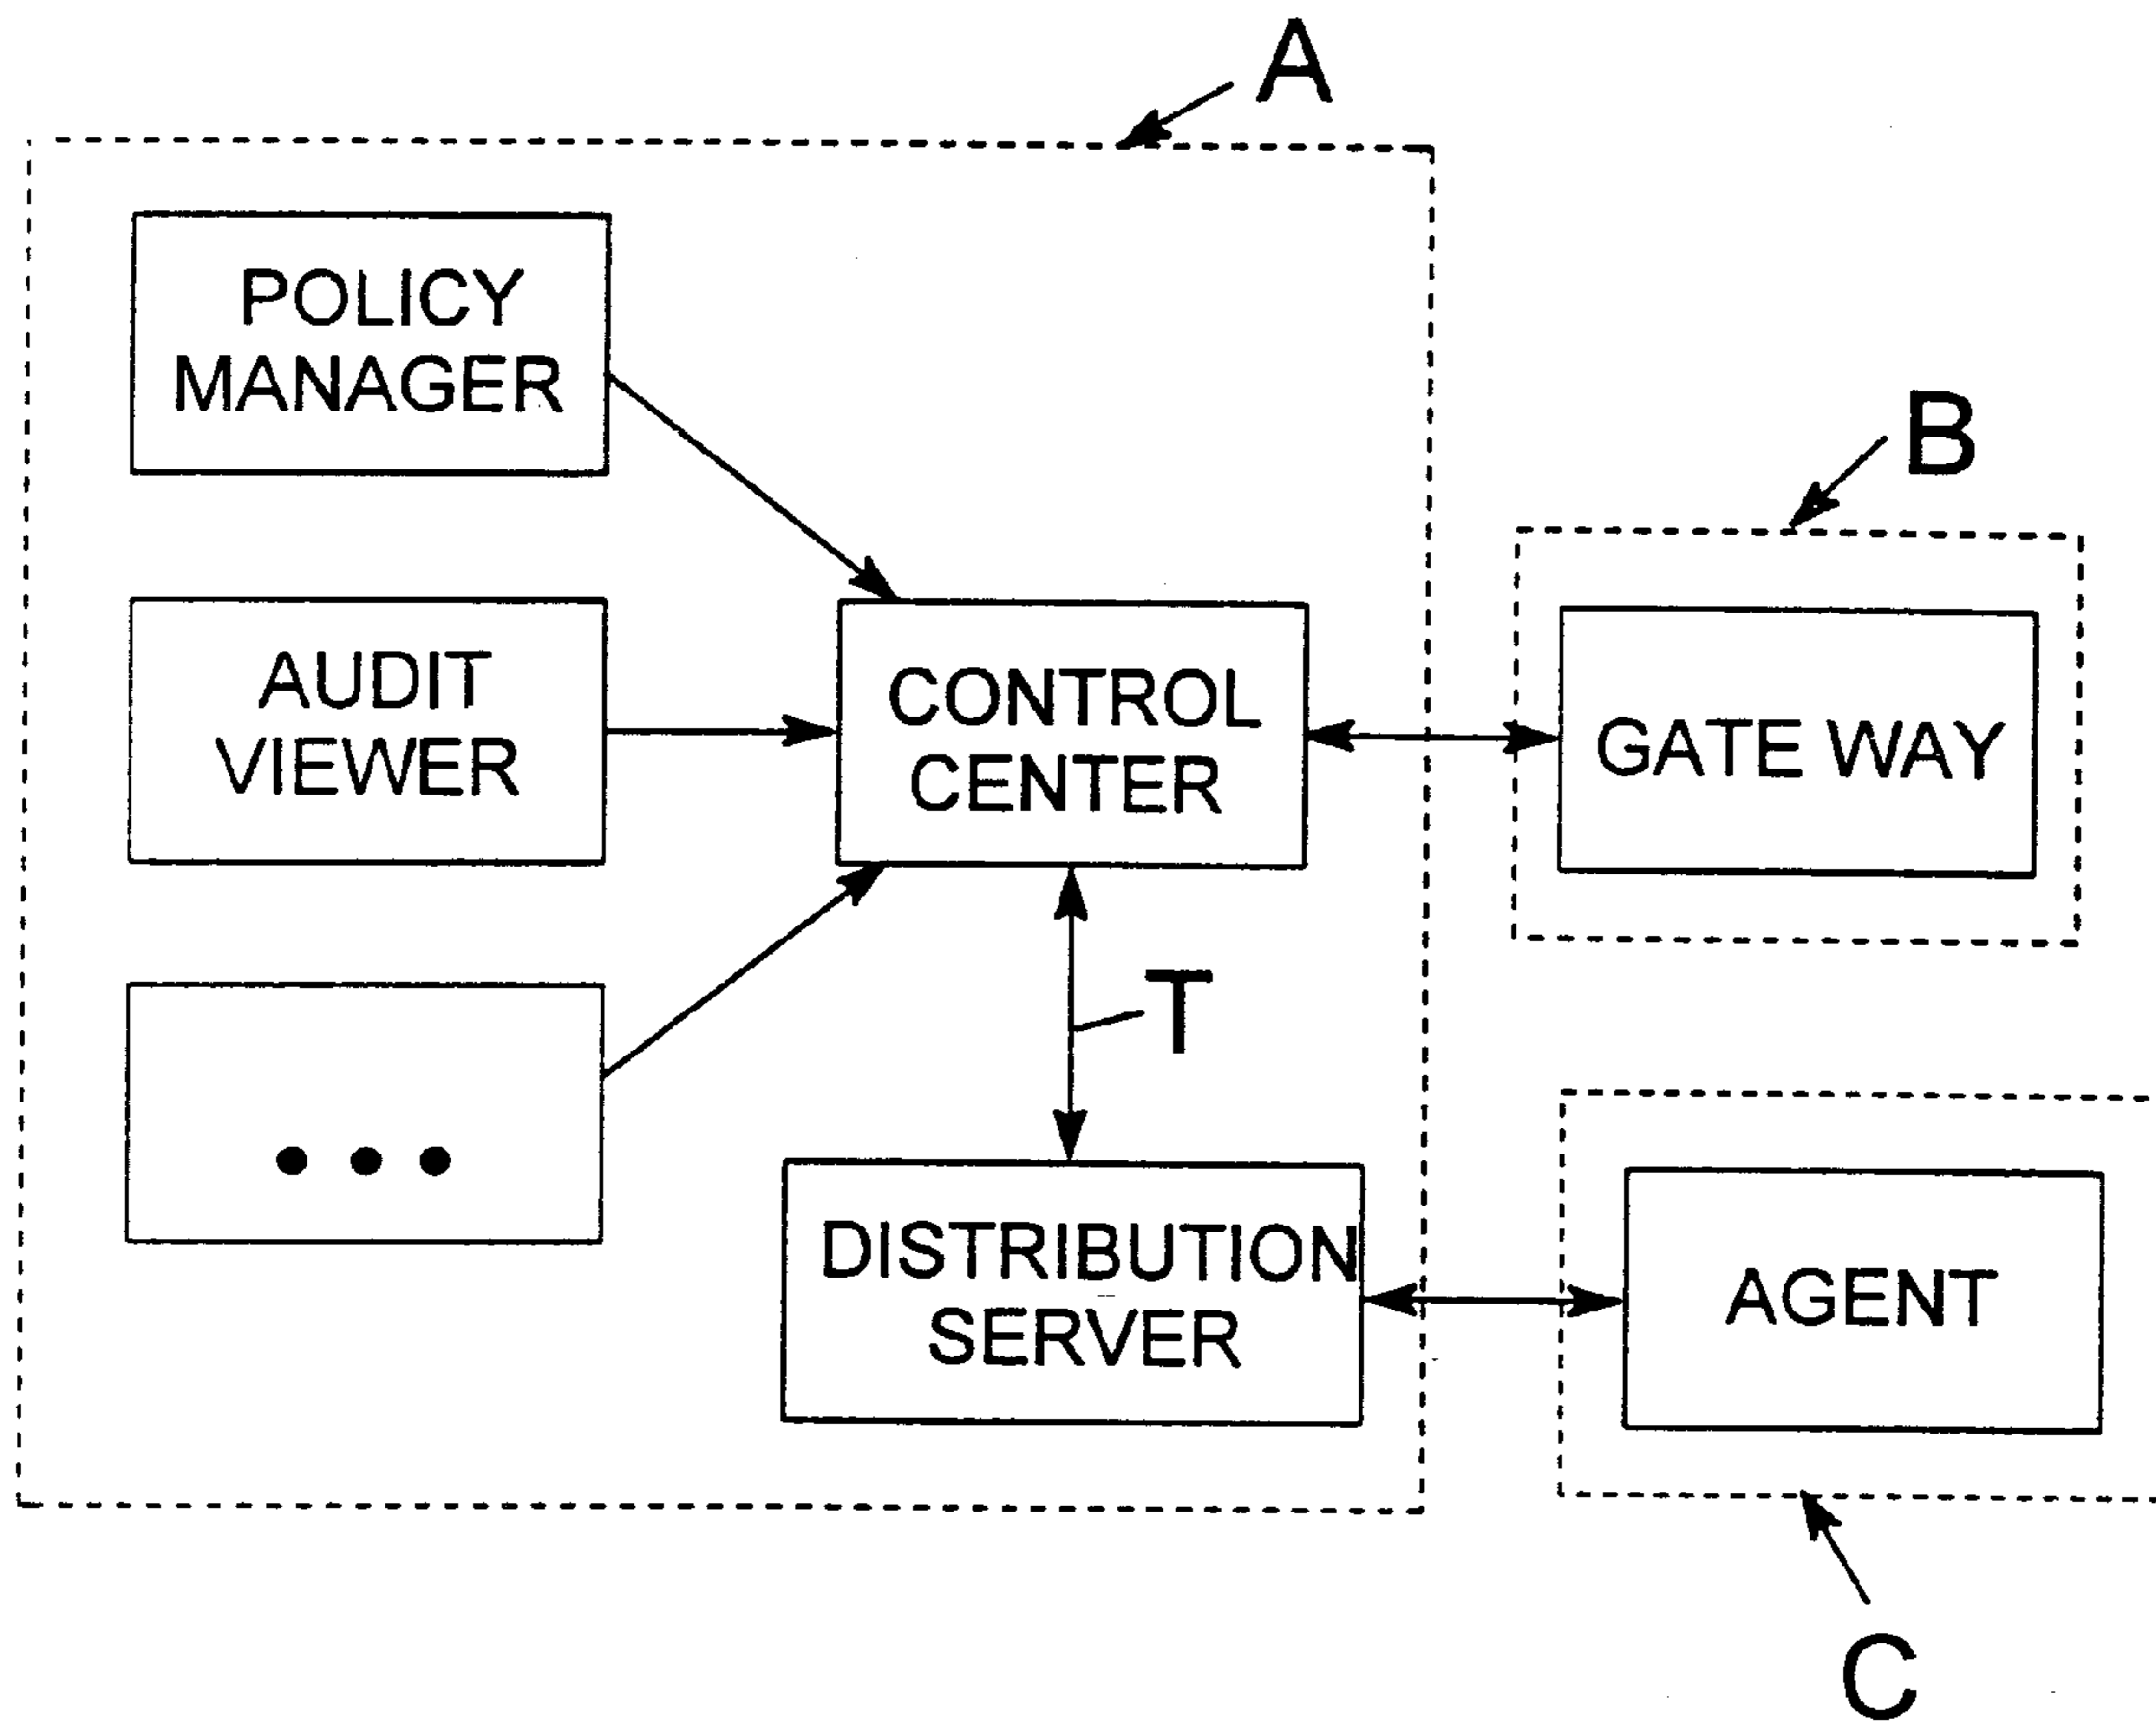 A
POLICY
MANAGER
B
AUDIT
VIEWER
CONTROL
CENTER
GATE WAY
T
• • •
DISTRIBUTION
SERVER
AGENT
C